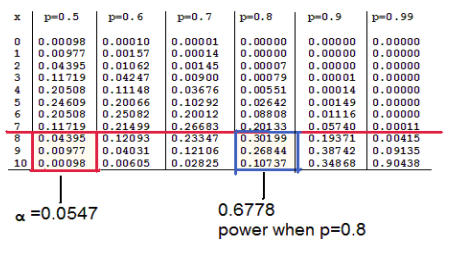 x p=0.5 p=0.6 p=0.7 p=0.8 p=0.9 p=0.99
0 0.00098 0.00010 0.00001 0.00000 0.00000 0.00000
1 0.00977 0.00157 0.00014 0.00000 0.00000 0.00000
2 0.04395 0.01062 0.00145 0.00007 0.00000 0.00000
3 0.11719 0.04247 0.00900 0.00079 0.00001 0.00000
4 0.20508 0.11148 0.03676 0.00551 0.00014 0.00000
5 0.24609 0.20066 0.10292 0.02642 0.00149 0.00000
6 0.20508 0.25082 0.20012 0.08808 0.01116 0.00000
7 0.11719 0.21499 0.26683 0.20133 0.05740 0.00011
8 0.04395 0.12093 0.23347 0.30199 0.19371 0.00415
9 0.00977 0.04031 0.12106 0.26844 0.38742 0.09135
10 0.00098 0.00605 0.02825 0.10737 0.34868 0.90438
α =0.0547
0.6778
power when p=0.8